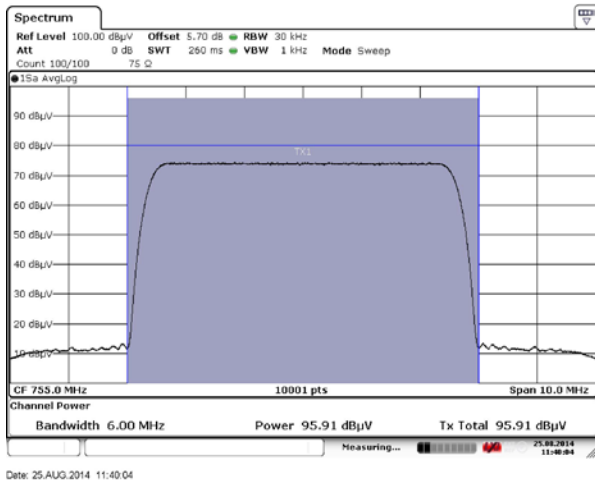 Spectrum
Ref Level 100.00 dBµV Offset 5.70 dB RBW 30 kHz
Att 0 dB SWT 260 ms VBW 1 kHz Mode Sweep
Count 100/100 75 Ω
1Sa AvgLog
90 dBµV
80 dBµV
TX1
70 dBµV
60 dBµV
50 dBµV
40 dBµV
30 dBµV
20 dBµV
10 dBµV
CF 755.0 MHz 10001 pts Span 10.0 MHz
Channel Power
Bandwidth 6.00 MHz Power 95.91 dBµV Tx Total 95.91 dBµV
Measuring... 25.08.2014
11:40:04
Date: 25.AUG.2014 11:40:04